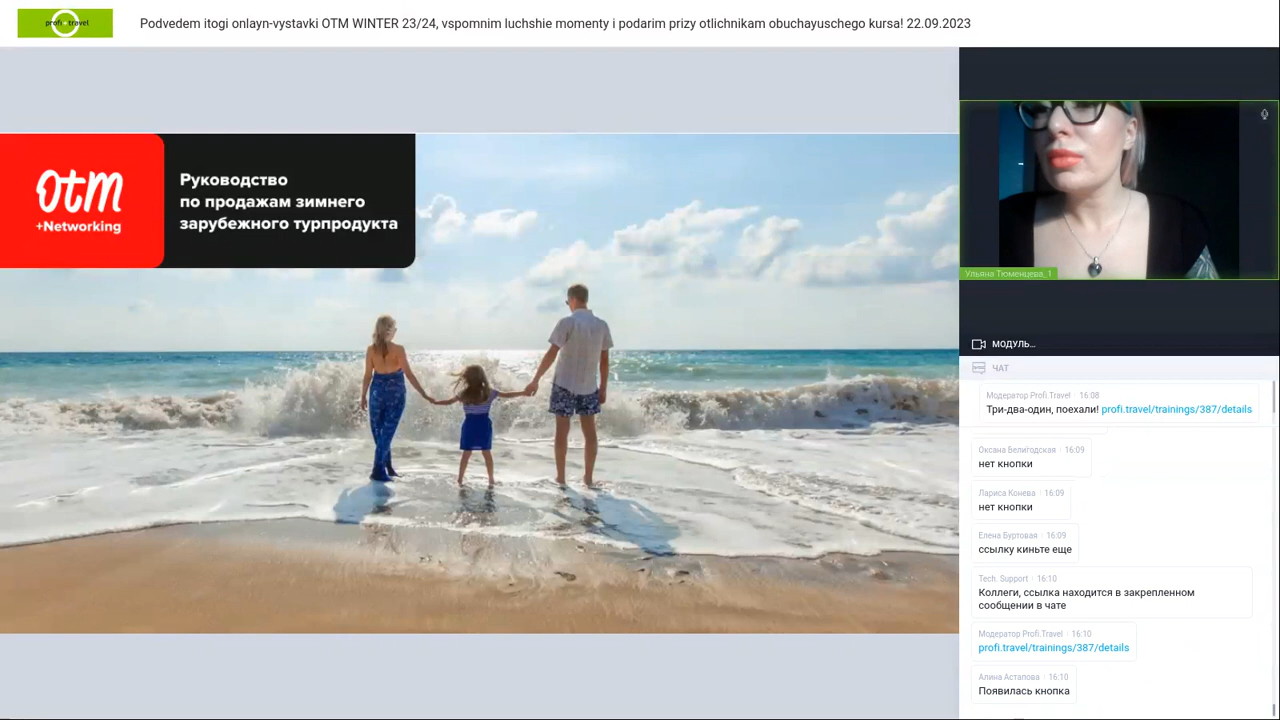 profi travel
Podvedem itogi onlayn-vystavki OTM WINTER 23/24, vspomnim luchshie momenty i podarim prizy otlichnikam obuchayuschego kursa! 22.09.2023
otm
+Networking
Руководство
по продажам зимнего
зарубежного турпродукта
Ульяна Тюменцева_1
МОДУЛЬ...
ЧАТ
Модератор Profi.Travel 16:08
Три-два-один, поехали! profi.travel/trainings/387/details
Оксана Велигодская 16:09
нет кнопки
Лариса Конева 16:09
нет кнопки
Елена Буртовая 16:09
ссылку киньте еще
Tech. Support 16:10
Коллеги, ссылка находится в закрепленном
сообщении в чате
Модератор Profi.Travel 16:10
profi.travel/trainings/387/details
Алина Астапова 16:10
Появилась кнопка